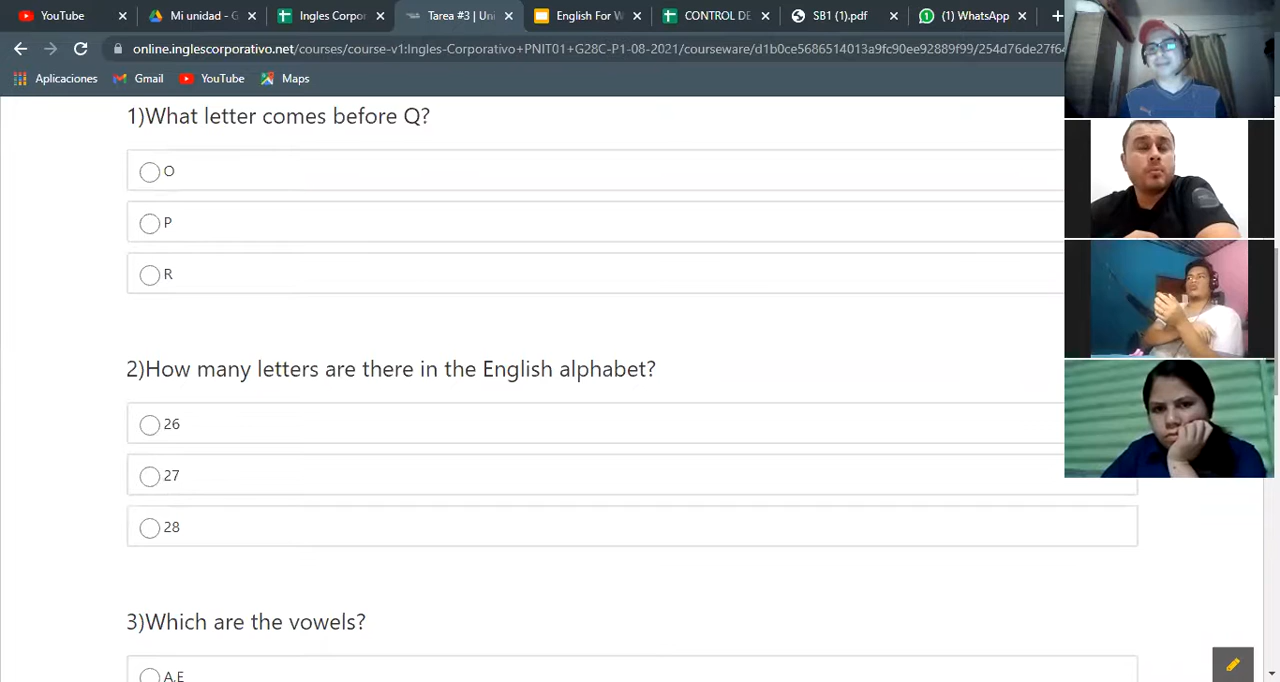 YouTube
Mi unidad - G
Ingles Corpo
Tarea #3 | Uni
English For W
CONTROL DE
SB1 (1).pdf
(1) WhatsApp
online.inglescorporativo.net/courses/course-v1:Ingles-Corporativo+PNIT01+G28C-P1-08-2021/courseware/d1b0ce5686514013a9fc90ee92889f99/254d76de27f64
Aplicaciones
Gmail
YouTube
Maps
1)What letter comes before Q?
O
P
R
2)How many letters are there in the English alphabet?
26
27
28
3)Which are the vowels?
A,E